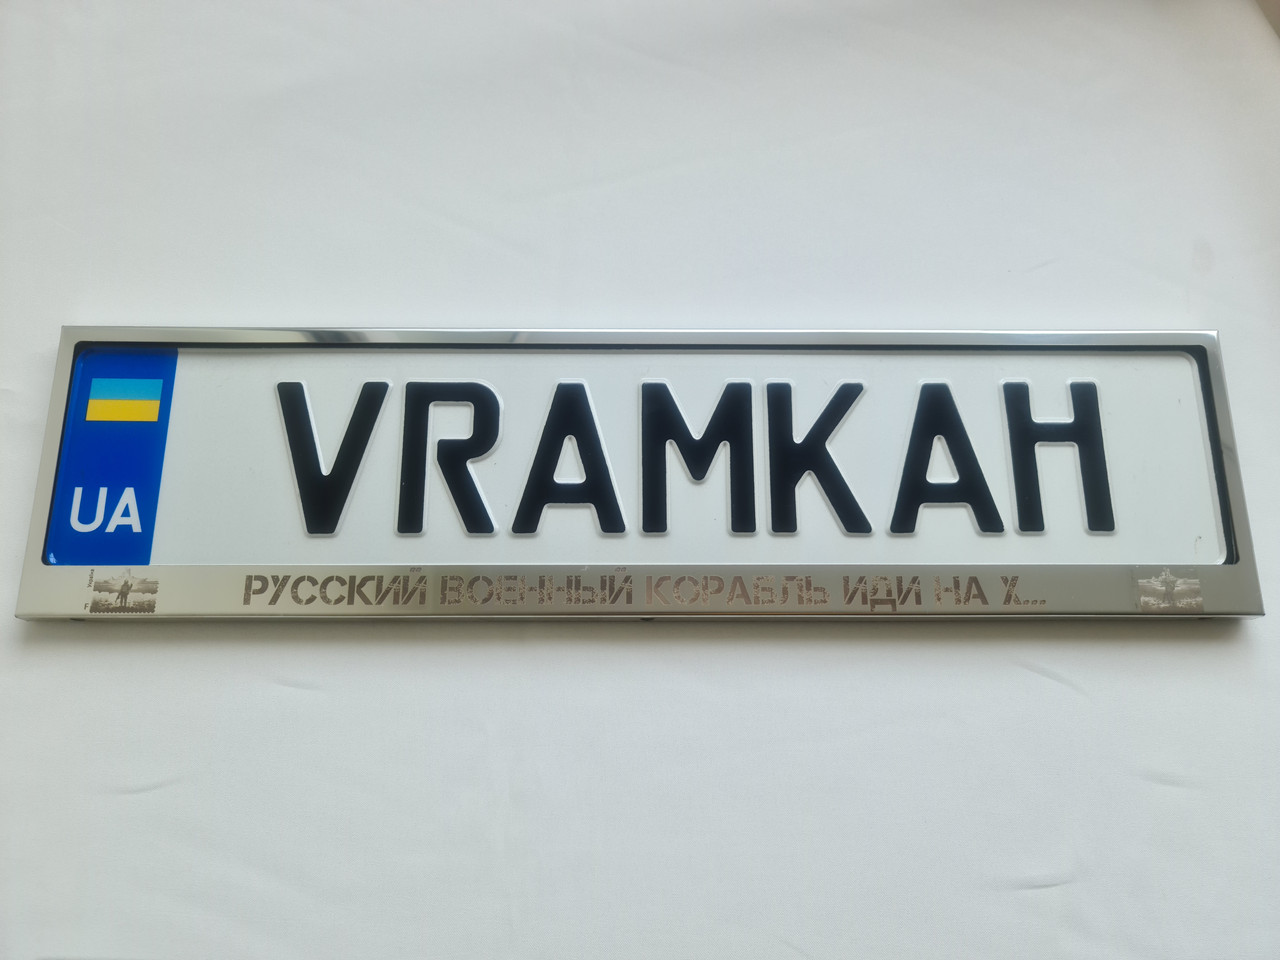 UA
VRAMKAH
РУССКИЙ ВОЕННЫЙ КОРАБЛЬ ИДИ НА Х...